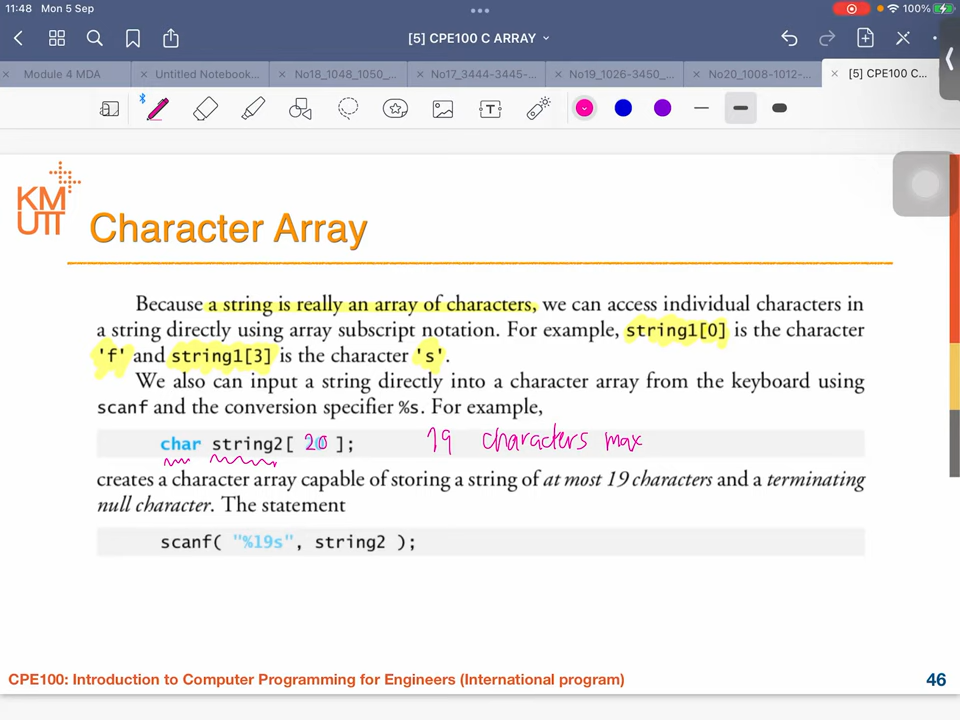 11:48 Mon 5 Sep
100%
[5] CPE100 C ARRAY
Module 4 MDA
Untitled Notebook...
No18_1048_1050_...
No17_3444-3445-...
No19_1026-3450_...
No20_1008-1012-...
[5] CPE100 C...
KM
UTT
Character Array
Because a string is really an array of characters, we can access individual characters in
a string directly using array subscript notation. For example, string1[0] is the character
'f' and string1[3] is the character 's'.
We also can input a string directly into a character array from the keyboard using
scanf and the conversion specifier %s. For example,
char string2[ 20 ]; 19 characters max
creates a character array capable of storing a string of at most 19 characters and a terminating
null character. The statement
scanf( "%19s", string2 );
CPE100: Introduction to Computer Programming for Engineers (International program) 46